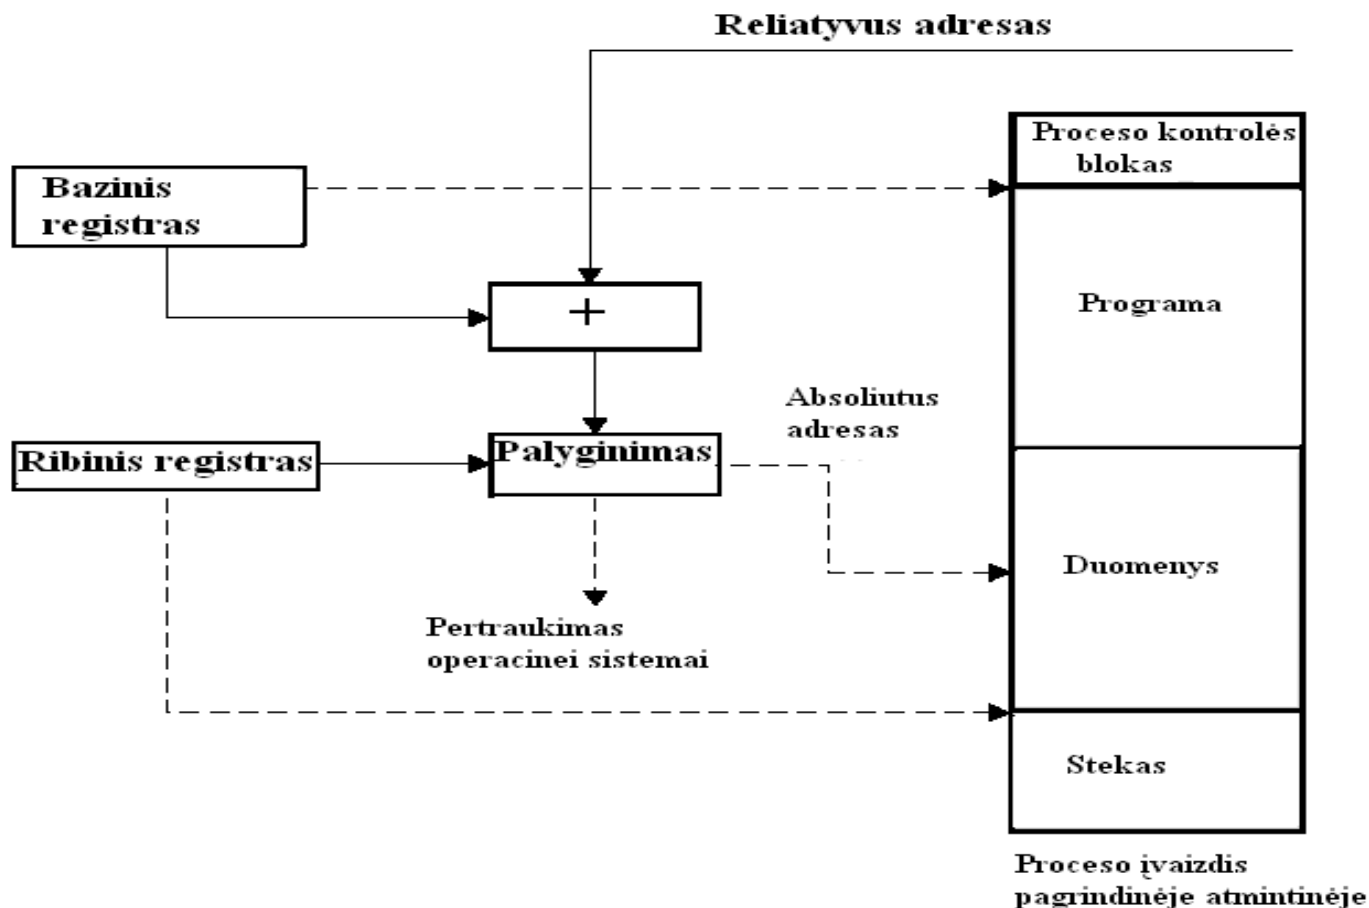 Reliatyvus adresas
Proceso kontrolės
blokas
Bazinis
registras
Programa
+
Absoliutus
adresas
Ribinis registras
Palyginimas
Duomenys
Pertraukimas
operacinei sistemai
Stekas
Proceso įvaizdis
pagrindinėje atmintinėje